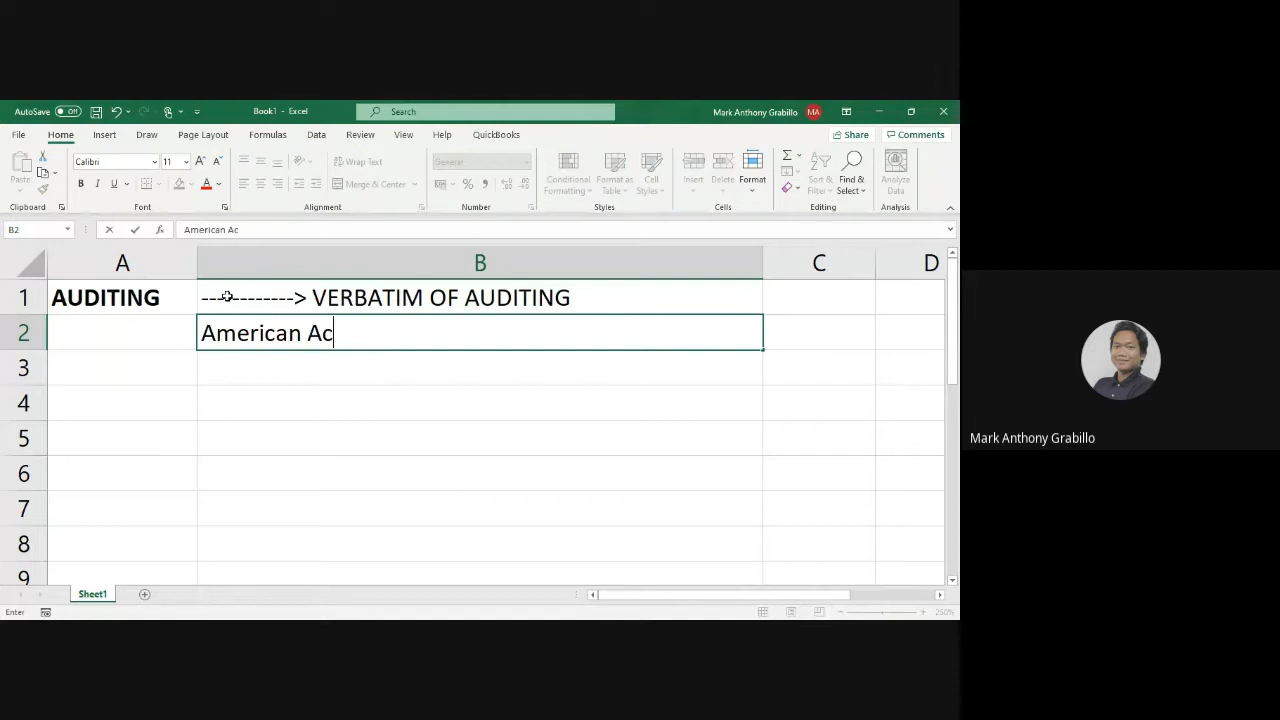 AutoSave Off Book1 - Excel Search Mark Anthony Grabillo MA
File Home Insert Draw Page Layout Formulas Data Review View Help QuickBooks Share Comments
Paste Calibri 11 A A Wrap Text General Conditional Formatting Format as Table Cell Styles Insert Delete Format Σ Sort & Filter Find & Select Analyze Data
B I U A Merge & Center % ,
Clipboard Font Alignment Number Styles Cells Editing Analysis
B2 fx American Ac
A B C D
1 AUDITING ------------> VERBATIM OF AUDITING
2 American Ac
3
4
Mark Anthony Grabillo
5
6
7
8
9
Sheet1
Enter 250%